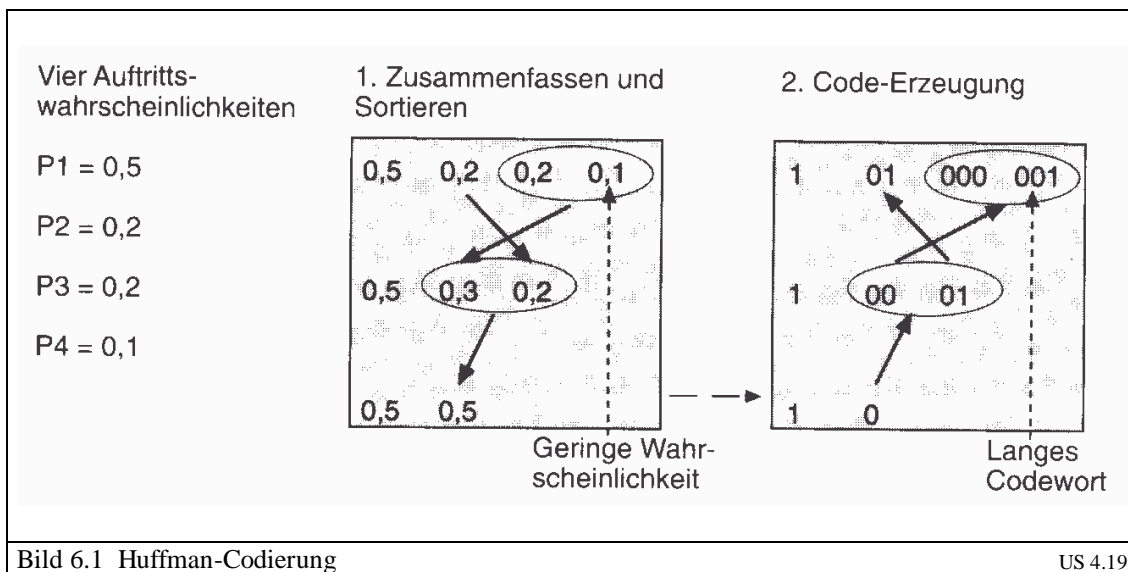 Vier Auftritts-
wahrscheinlichkeiten
P1 = 0,5
P2 = 0,2
P3 = 0,2
P4 = 0,1
1. Zusammenfassen und
Sortieren
0,5 0,2 0,2 0,1
0,5 0,3 0,2
0,5 0,5
Geringe Wahr-
scheinlichkeit
2. Code-Erzeugung
1 01 000 001
1 00 01
1 0
Langes
Codewort
Bild 6.1 Huffman-Codierung
US 4.19